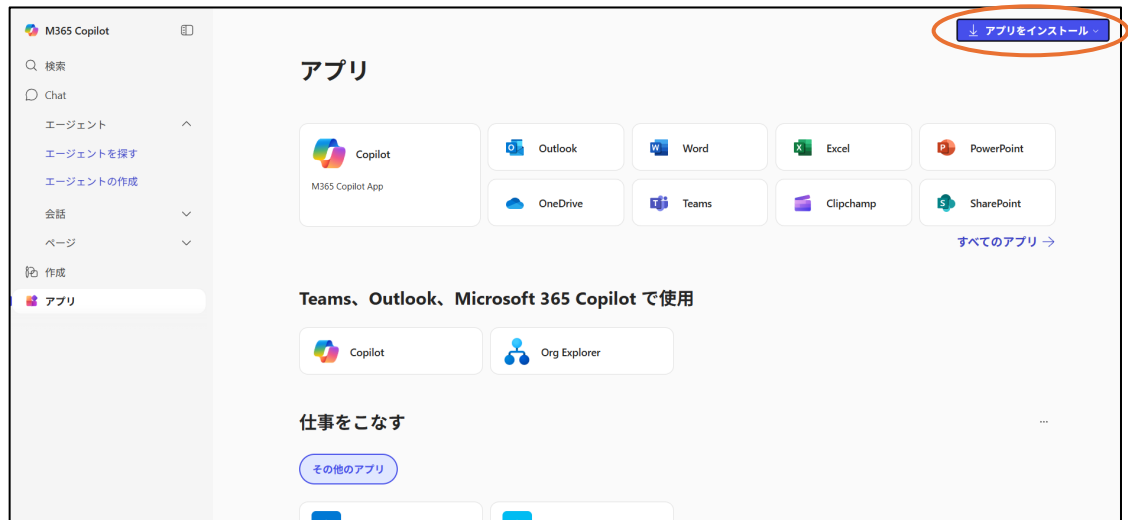 M365 Copilot
検索
Chat
エージェント
エージェントを探す
エージェントの作成
会話
ページ
作成
アプリ
アプリをインストール
アプリ
Copilot
M365 Copilot App
Outlook
Word
Excel
PowerPoint
OneDrive
Teams
Clipchamp
SharePoint
すべてのアプリ →
Teams、Outlook、Microsoft 365 Copilot で使用
Copilot
Org Explorer
仕事をこなす
...
その他のアプリ